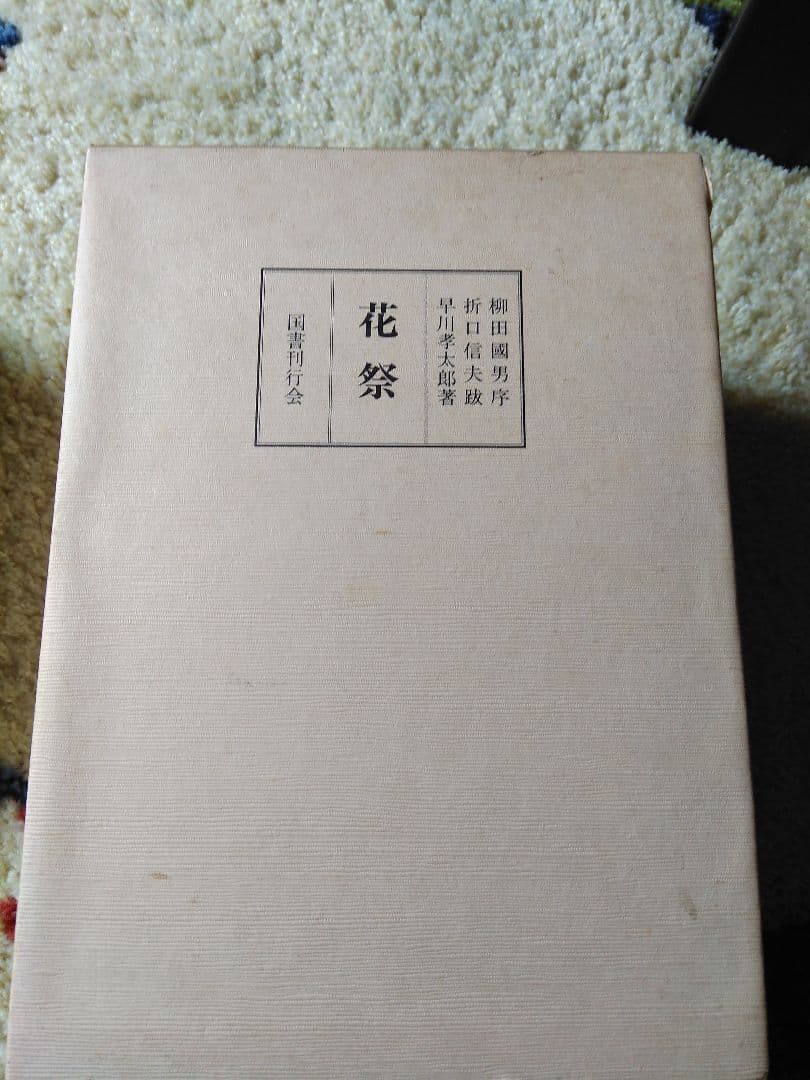 柳田國男序
折口信夫跋
早川孝太郎著
花祭
国書刊行会